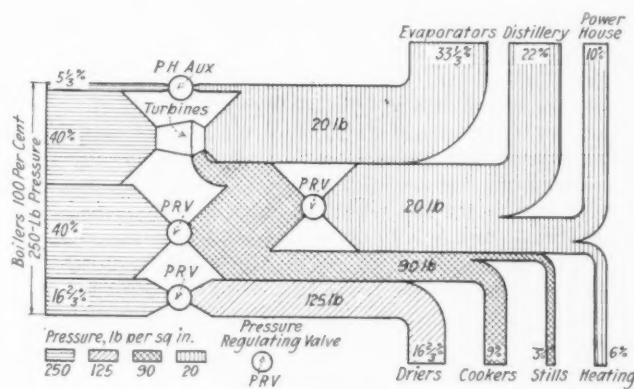 Evaporators
33⅓%
Distillery
22%
Power
House
10%
5⅓%
PH Aux
Turbines
20 lb
40%
Boilers 100 Per Cent
250-Lb Pressure
PRV
PRV
20 lb
40%
PRV
90 lb
16⅔%
125 lb
Pressure, lb per sq in.
250
125
90
20
Pressure
Regulating Valve
PRV
16⅔%
Driers
9%
Cookers
3%
Stills
6%
Heating